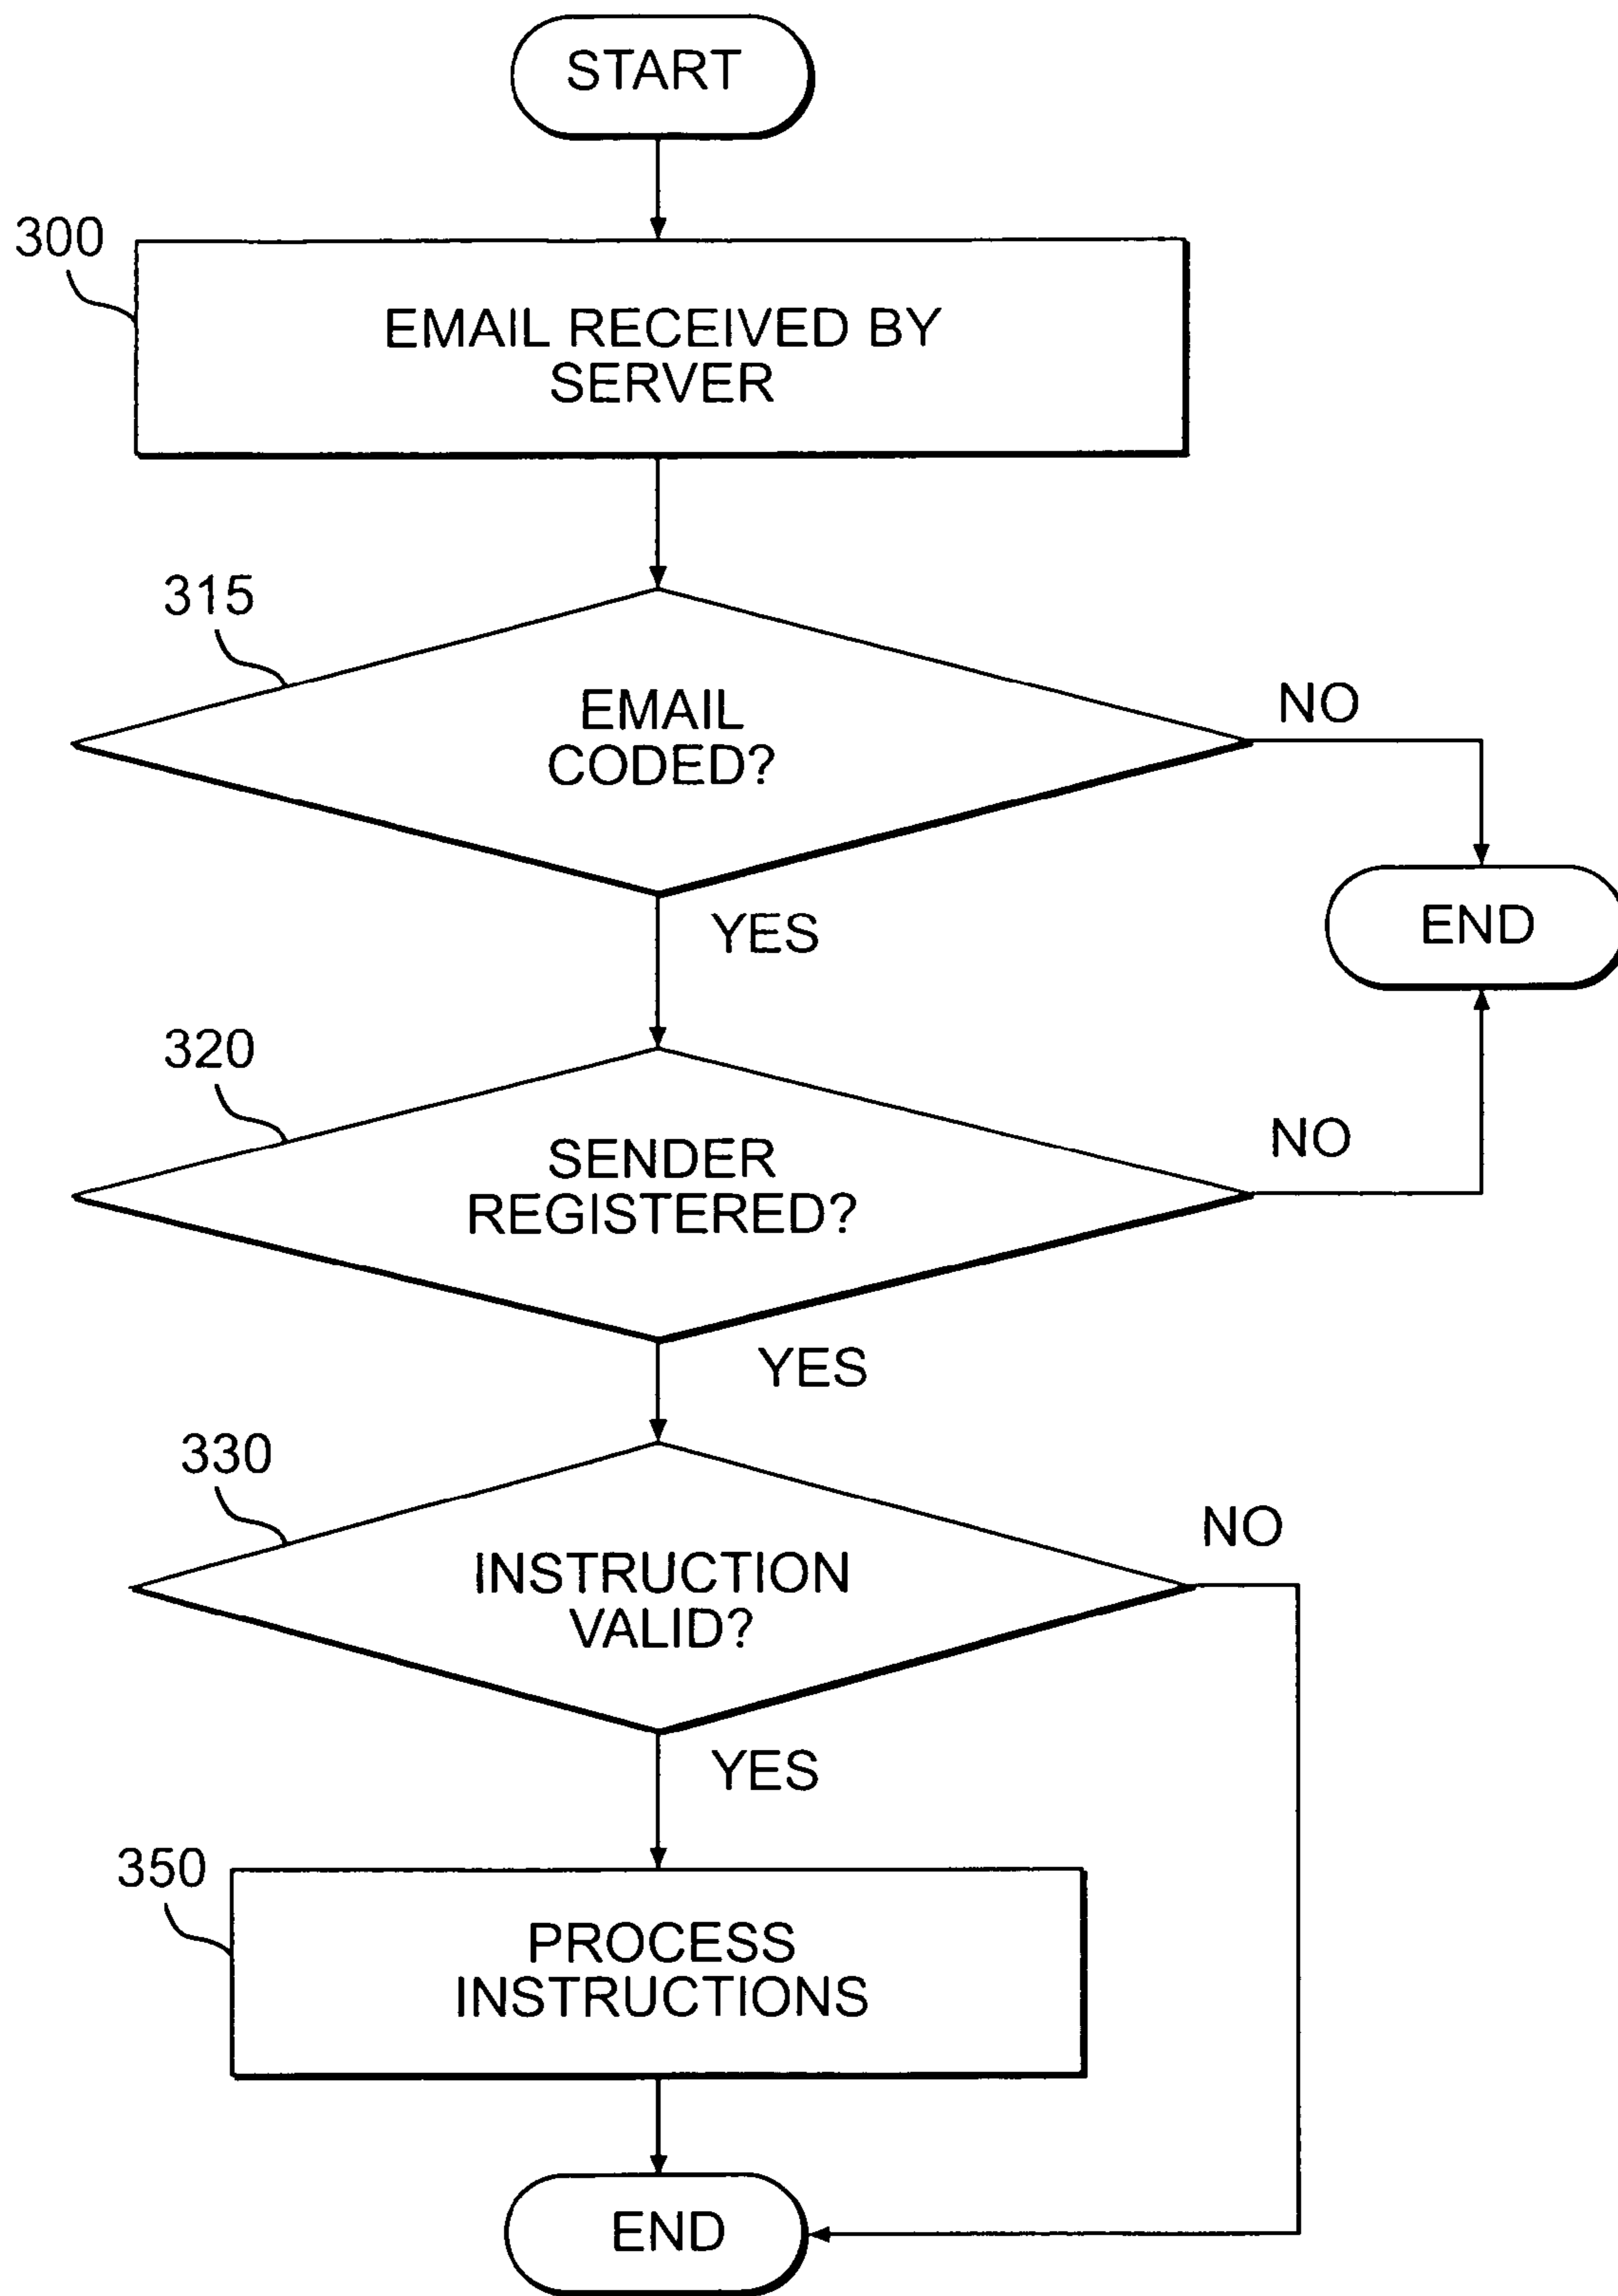 START
300
EMAIL RECEIVED BY
SERVER
315
EMAIL
CODED?
NO
YES
END
320
SENDER
REGISTERED?
NO
YES
330
INSTRUCTION
VALID?
NO
YES
350
PROCESS
INSTRUCTIONS
END